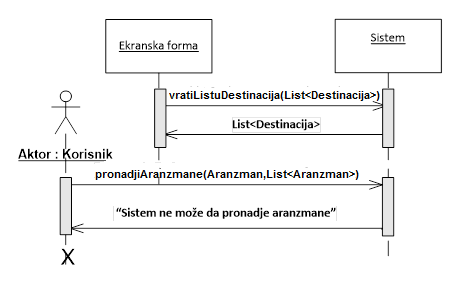 Ekranska forma
Sistem
vratiListuDestinacija(List<Destinacija>)
List<Destinacija>
Aktor : Korisnik
pronadjiAranzmane(Aranzman,List<Aranzman>)
“Sistem ne može da pronadje aranzmane”